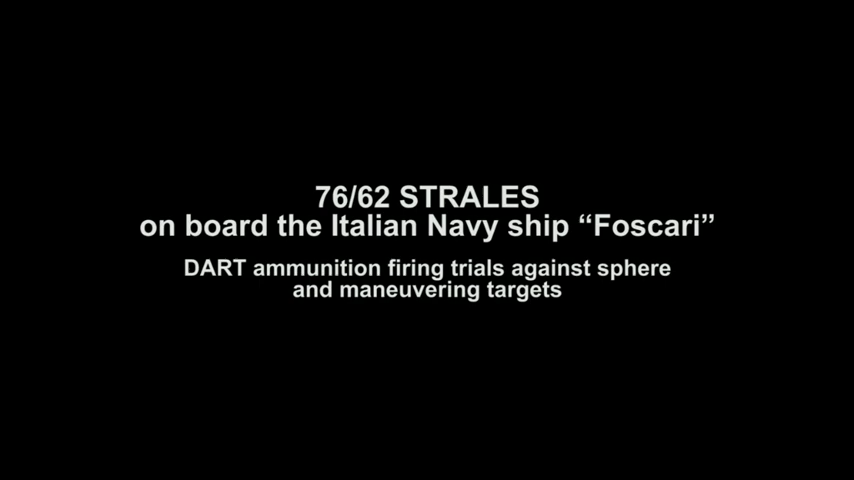 76/62 STRALES
on board the Italian Navy ship “Foscari”
DART ammunition firing trials against sphere
and maneuvering targets